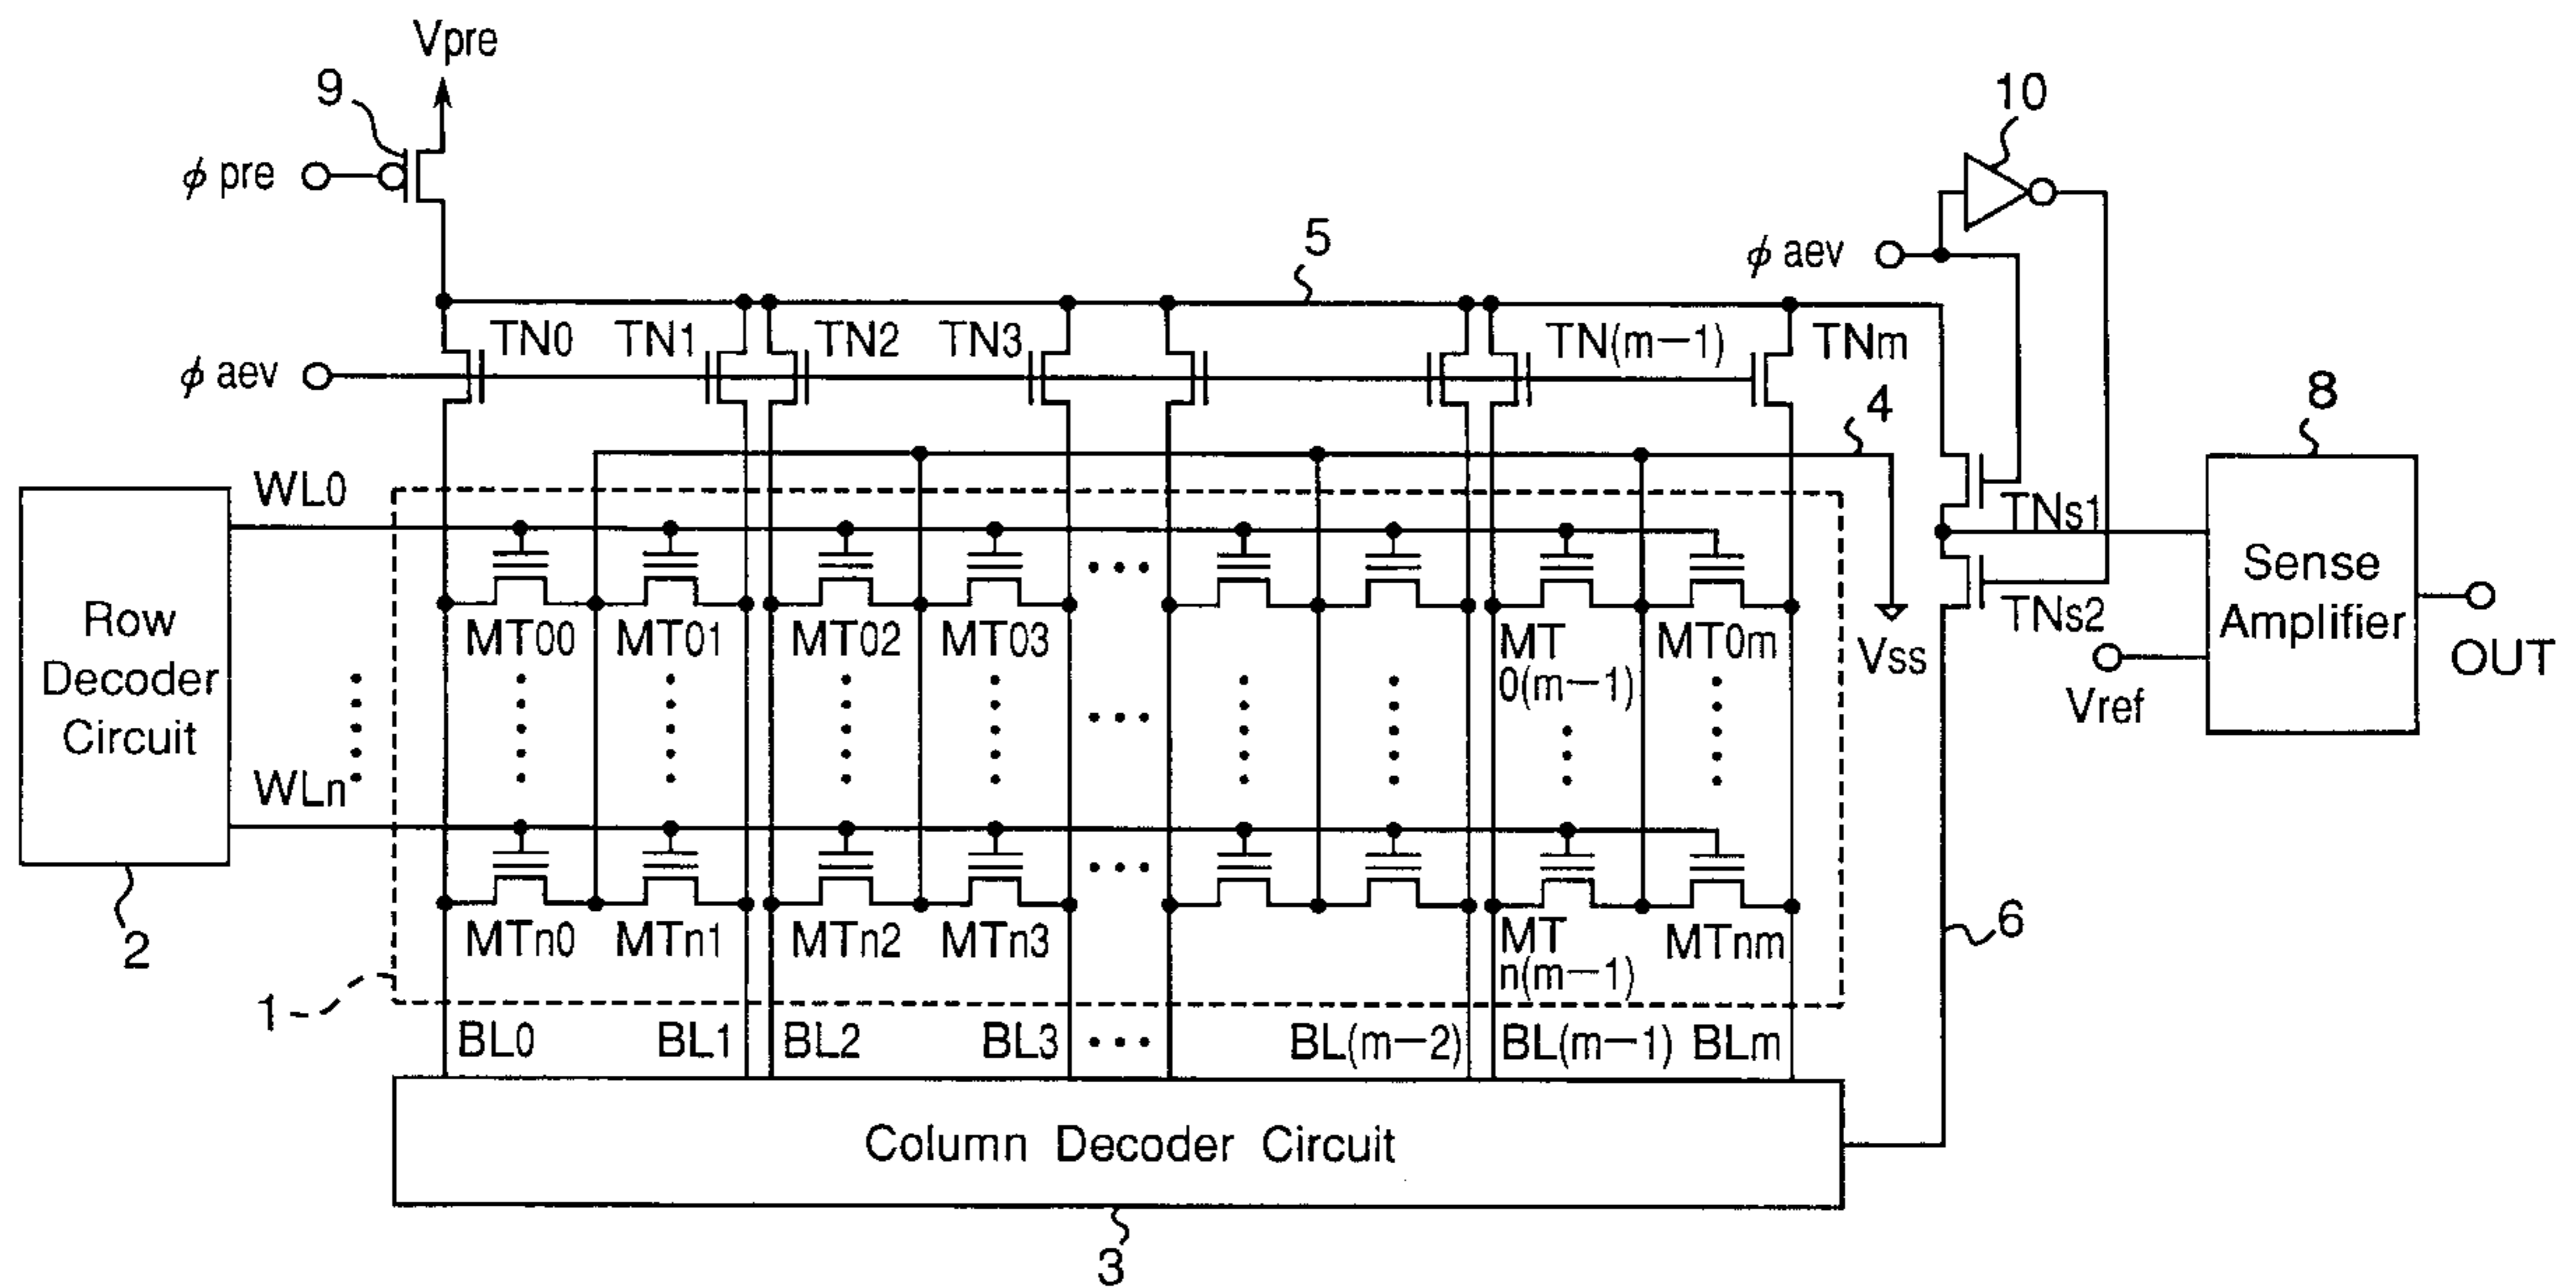 Vpre
9
10
φ pre
5
φ aev
TN0
TN1
TN2
TN3
TN(m−1)
TNm
φ aev
4
8
WL0
TNs1
Row
Decoder
Circuit
MT00
MT01
MT02
MT03
MT
0(m−1)
MT0m
Vss
TNs2
Sense
Amplifier
OUT
Vref
WLn
2
MTn0
MTn1
MTn2
MTn3
MT
n(m−1)
MTnm
6
1
BL0
BL1
BL2
BL3
BL(m−2)
BL(m−1)
BLm
Column Decoder Circuit
3